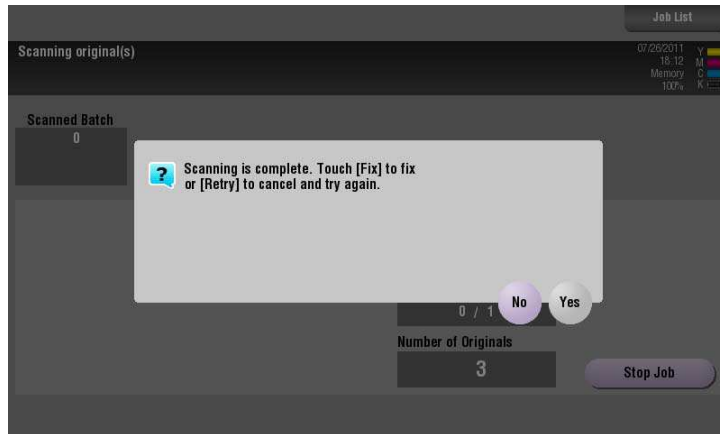 Job List
Scanning original(s)
07/26/2011
18:12
Memory
100%
Y
M
C
K
Scanned Batch
0
Scanning is complete. Touch [Fix] to fix
or [Retry] to cancel and try again.
No
Yes
0 / 1
Number of Originals
3
Stop Job